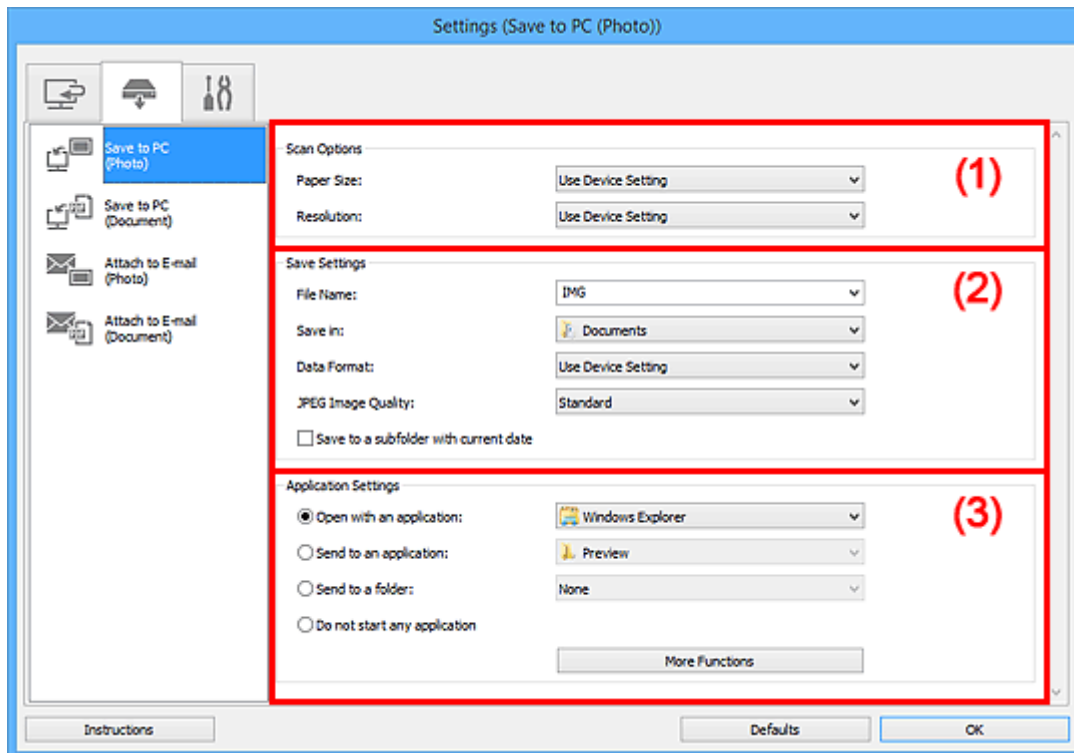 Settings (Save to PC (Photo))
Save to PC
(Photo)
Save to PC
(Document)
Attach to E-mail
(Photo)
Attach to E-mail
(Document)
Scan Options
(1)
Paper Size:
Use Device Setting
Resolution:
Use Device Setting
Save Settings
(2)
File Name:
IMG
Save in:
Documents
Data Format:
Use Device Setting
JPEG Image Quality:
Standard
Save to a subfolder with current date
Application Settings
(3)
Open with an application:
Windows Explorer
Send to an application:
Preview
Send to a folder:
None
Do not start any application
More Functions
Instructions
Defaults
OK